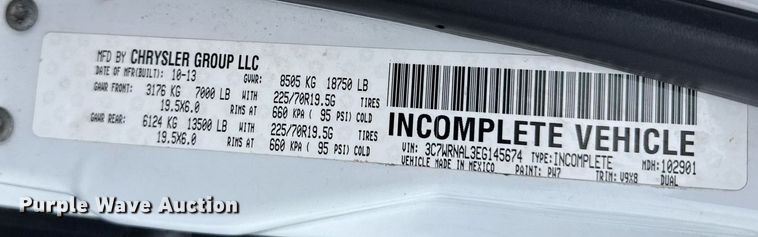 MFD BY CHRYSLER GROUP LLC
DATE OF MFR(BUILT): 10-13 GVWR: 8505 KG 18750 LB
GAWR FRONT: 3176 KG 7000 LB WITH 225/70R19.5G TIRES
19.5X6.0 RIMS AT 660 KPA ( 95 PSI) COLD
GAWR REAR: 6124 KG 13500 LB WITH 225/70R19.5G TIRES
19.5X6.0 RIMS AT 660 KPA ( 95 PSI) COLD
INCOMPLETE VEHICLE
VIN: 3C7WRNAL3EG145674 TYPE: INCOMPLETE MDH: 102901
VEHICLE MADE IN MEXICO PAINT: PW7 TRIM: V9X8 DUAL
Purple Wave Auction